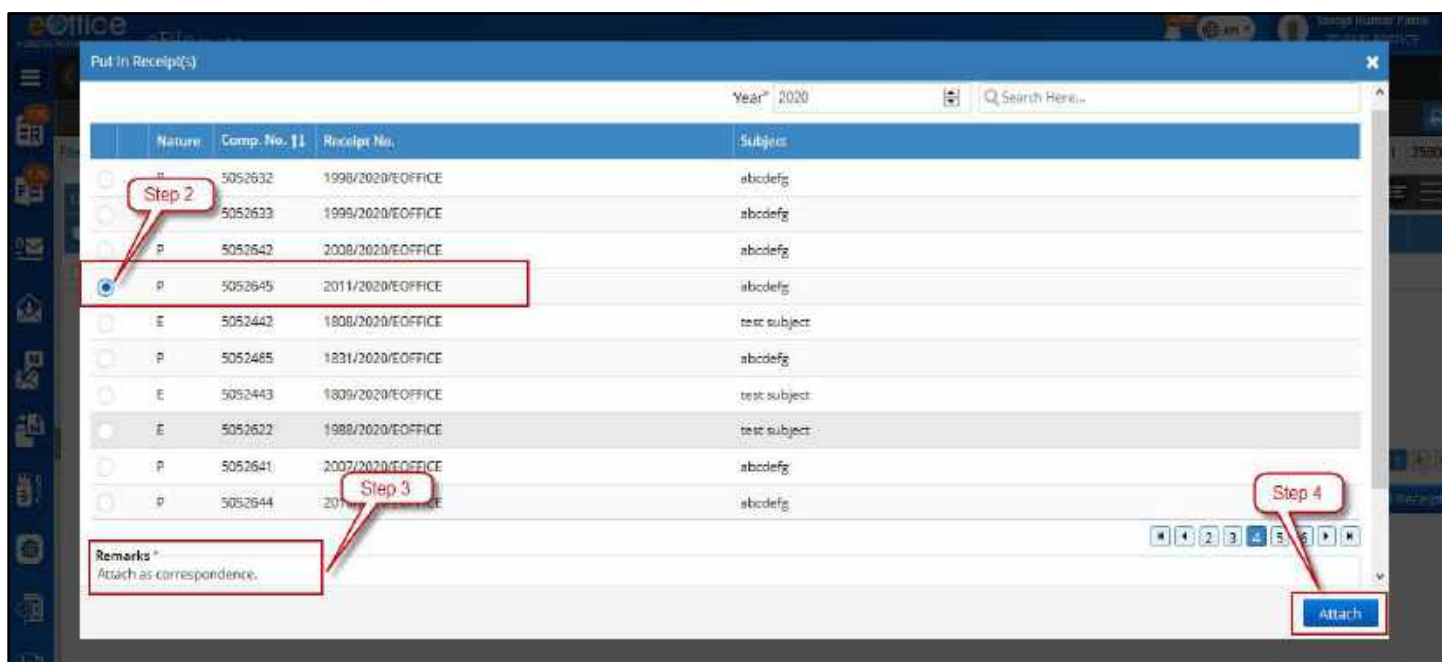 eOffice
Put In Receipt(s)
Year* 2020 Search Here...
Nature Comp. No. Receipt No. Subject
5052632 1998/2020/EOFFICE abcdefg
Step 2
5052633 1999/2020/EOFFICE abcdefg
P 5052642 2008/2020/EOFFICE abcdefg
P 5052645 2011/2020/EOFFICE abcdefg
E 5052442 1808/2020/EOFFICE test subject
P 5052465 1831/2020/EOFFICE abcdefg
E 5052443 1809/2020/EOFFICE test subject
E 5052622 1988/2020/EOFFICE test subject
P 5052641 2007/2020/EOFFICE abcdefg
Step 3
P 5052644 abcdefg
Step 4
2 3 4 5 6
Remarks *
Attach as correspondence.
Attach